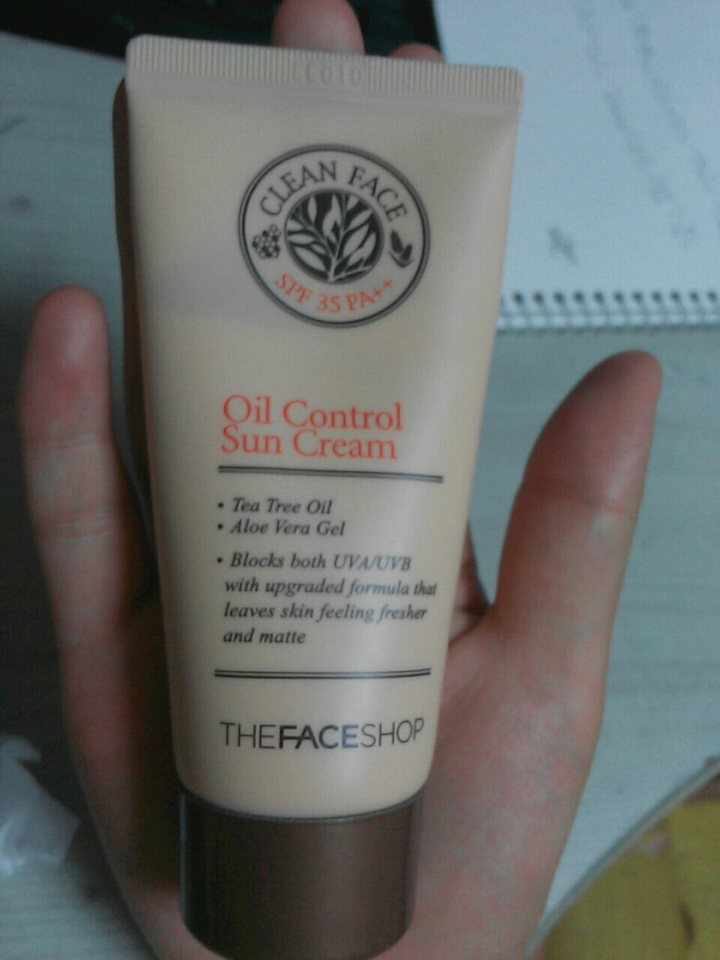 CLEAN FACE
SPF 35 PA++
Oil Control
Sun Cream
• Tea Tree Oil
• Aloe Vera Gel
• Blocks both UVA/UVB
with upgraded formula that
leaves skin feeling fresher
and matte
THEFACESHOP